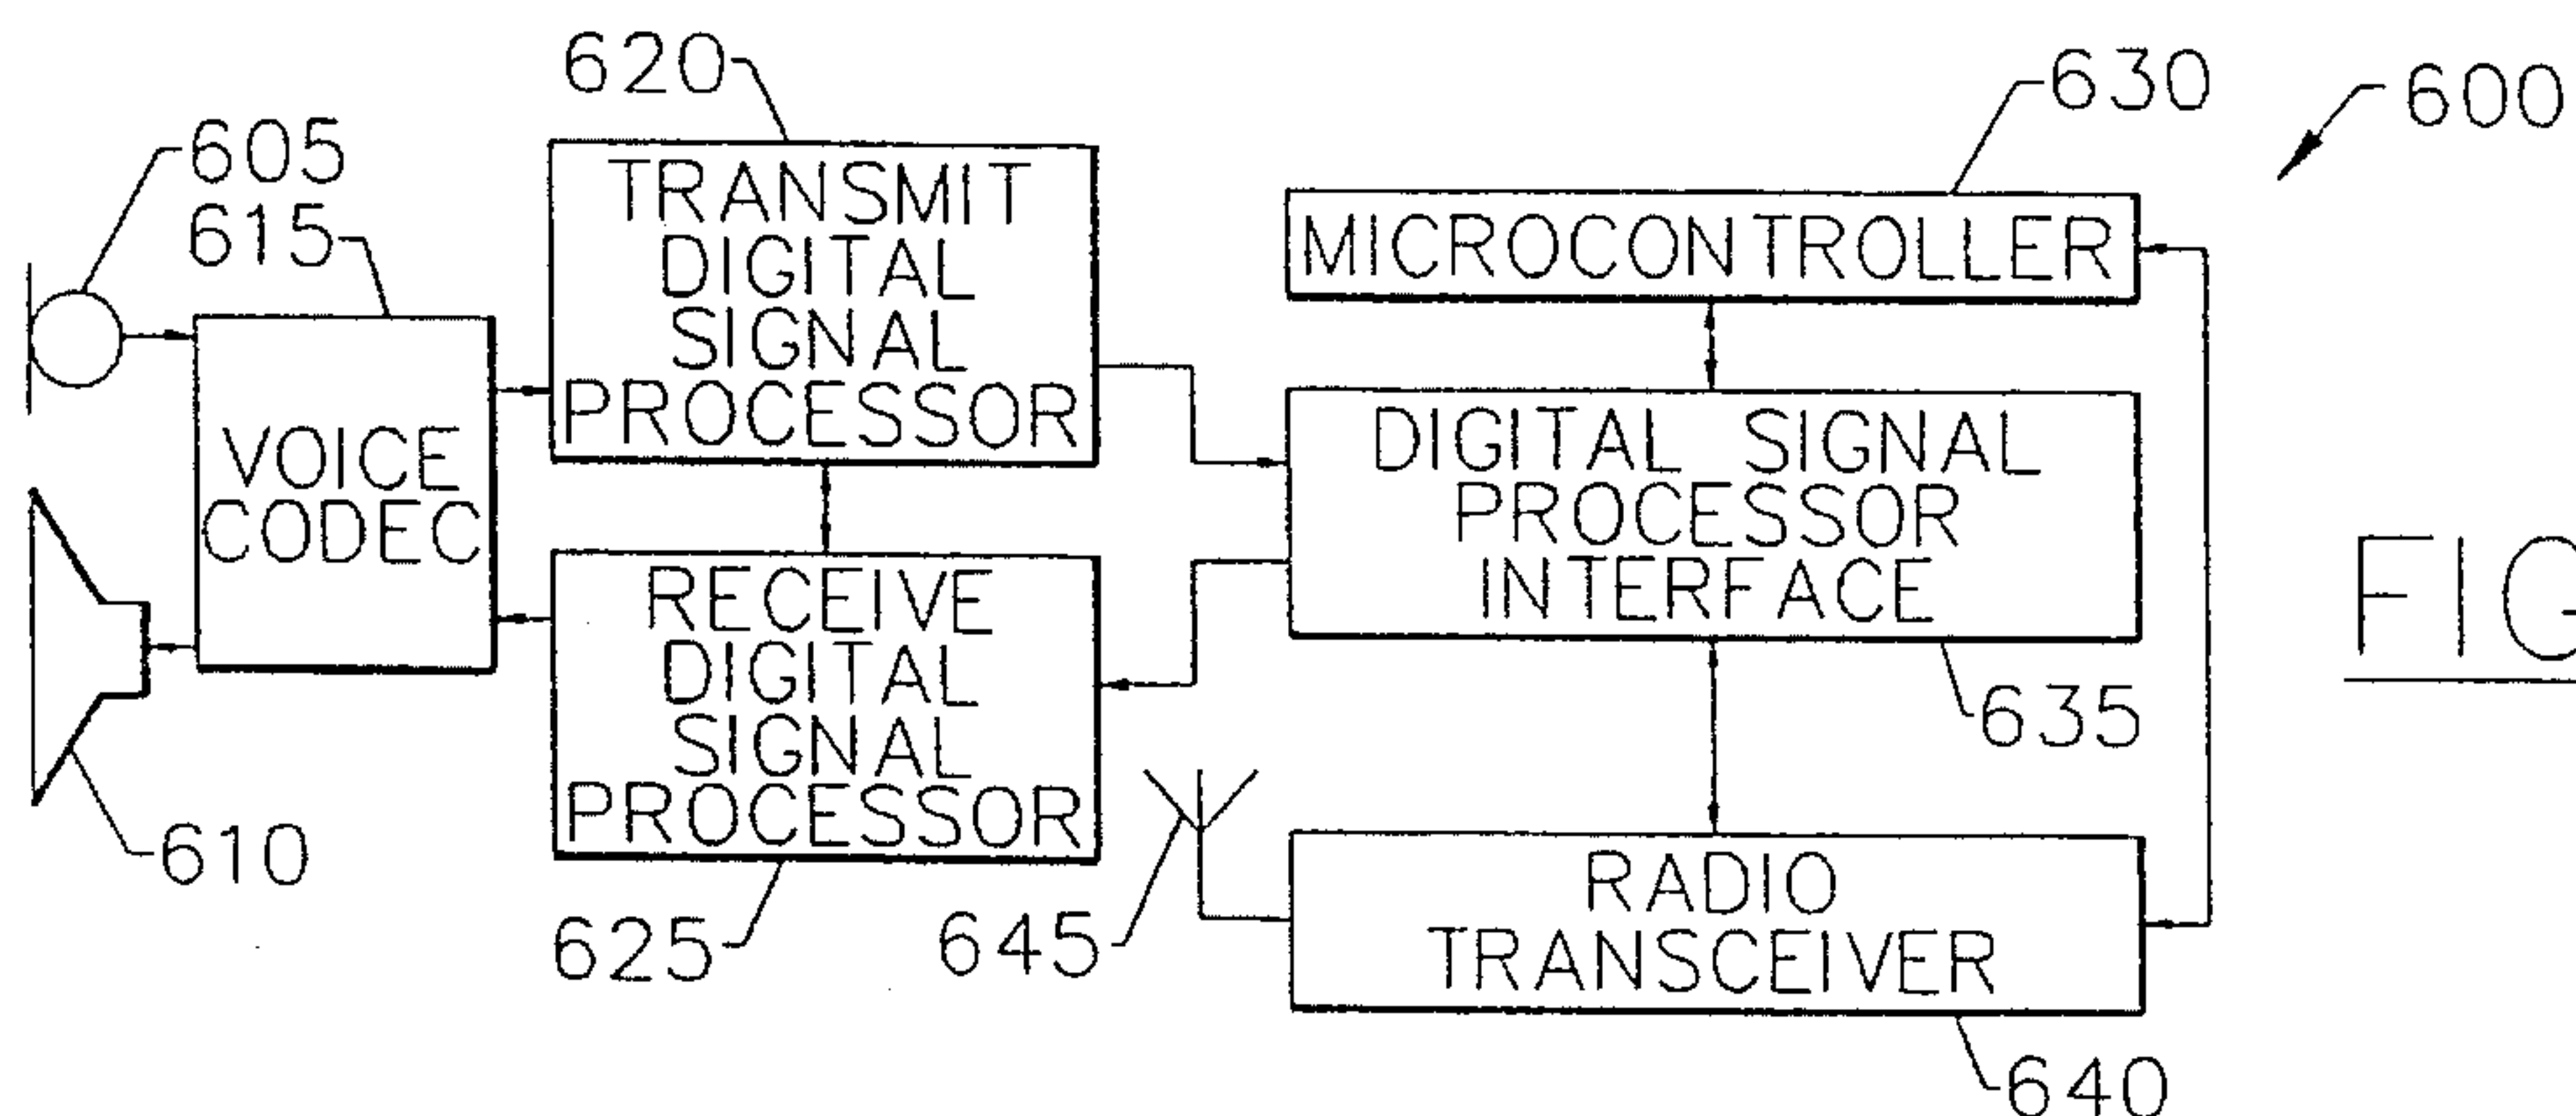 620
630
600
605
615
TRANSMIT
DIGITAL
SIGNAL
PROCESSOR
MICROCONTROLLER
VOICE
CODEC
DIGITAL SIGNAL
PROCESSOR
INTERFACE
RECEIVE
DIGITAL
SIGNAL
PROCESSOR
635
610
625
645
RADIO
TRANSCEIVER
640
FIG